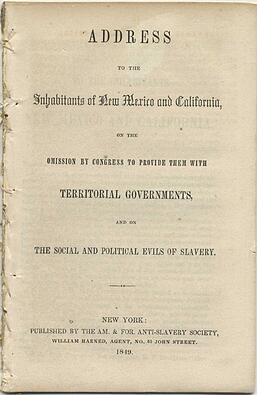 ADDRESS
TO THE
Inhabitants of New Mexico and California,
ON THE
OMISSION BY CONGRESS TO PROVIDE THEM WITH
TERRITORIAL GOVERNMENTS,
AND ON
THE SOCIAL AND POLITICAL EVILS OF SLAVERY.
NEW YORK:
PUBLISHED BY THE AM. & FOR. ANTI-SLAVERY SOCIETY,
WILLIAM HARNED, AGENT, NO. 61 JOHN STREET.
1849.